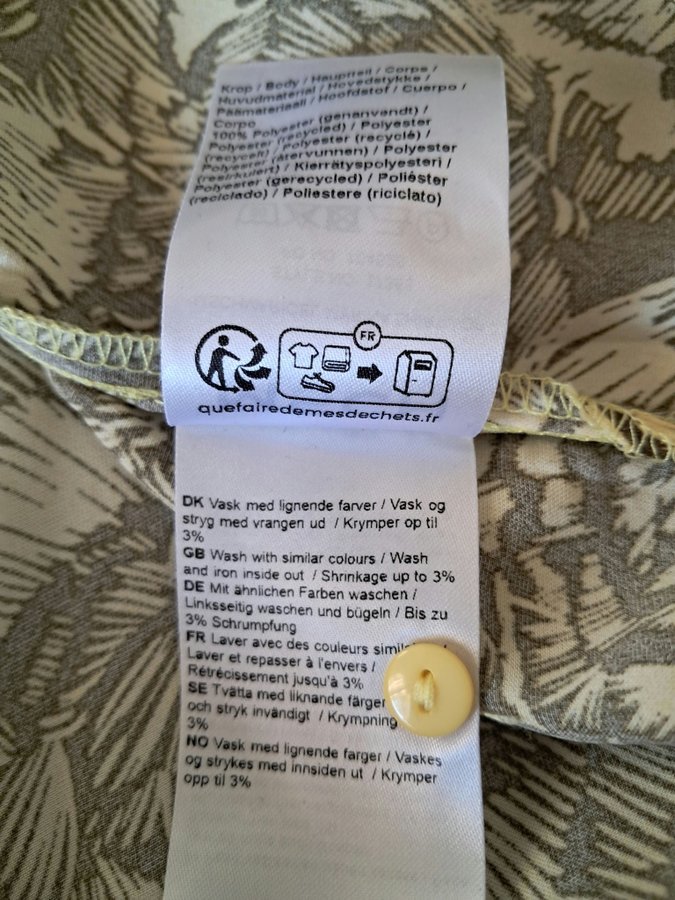 Krop / Body / Hauptteil / Corps /
Huvudmaterial / Hovedstykke /
Päämateriaali / Hoofdstof / Cuerpo /
Corpo
100% Polyester (genanvendt) /
Polyester (recycled) / Polyester
(recycelt) / Polyester (recyclé) /
Polyester (återvunnen) / Polyester
(resirkulert) / Kierrätyspolyesteri /
Polyester (gerecycled) / Poliéster
(reciclado) / Poliestere (riciclato)
FR
quefairedemesdechets.fr
DK Vask med lignende farver / Vask og
stryg med vrangen ud / Krymper op til
3%
GB Wash with similar colours / Wash
and iron inside out / Shrinkage up to 3%
DE Mit ähnlichen Farben waschen /
Linksseitig waschen und bügeln / Bis zu
3% Schrumpfung
FR Laver avec des couleurs
Laver et repasser à l'envers /
Rétrécissement jusqu'à 3%
SE Tvätta med liknande färger
och stryk invändigt / Krympning
3%
NO Vask med lignende farger / Vaskes
og strykes med innsiden ut / Krymper
opp til 3%